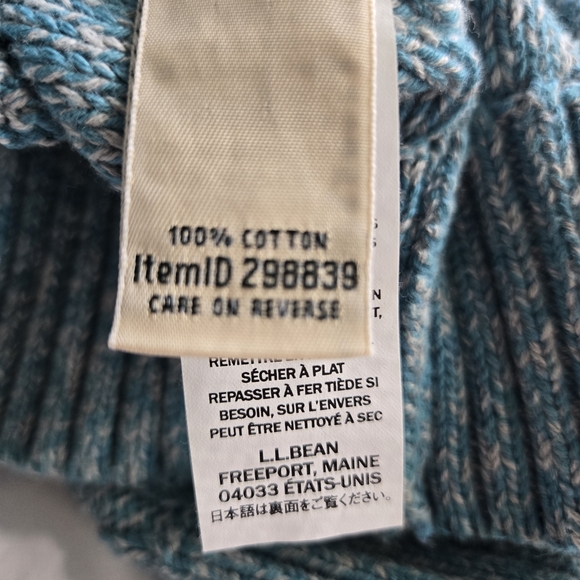 100% COTTON
ItemID 298839
CARE ON REVERSE
N
T,
SÉCHER À PLAT
REPASSER À FER TIÈDE SI
BESOIN, SUR L'ENVERS
PEUT ÊTRE NETTOYÉ À SEC
L.L.BEAN
FREEPORT, MAINE
04033 ÉTATS-UNIS
日本語は裏面をご覧ください。